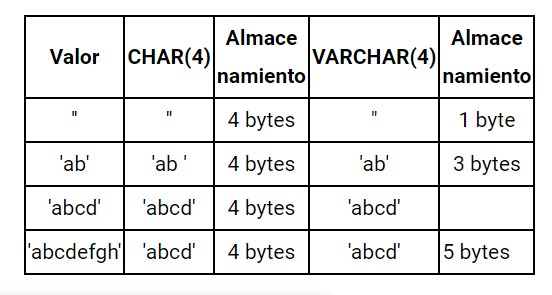 Valor CHAR(4) Almace namiento VARCHAR(4) Almace namiento
'' '' 4 bytes '' 1 byte
'ab' 'ab ' 4 bytes 'ab' 3 bytes
'abcd' 'abcd' 4 bytes 'abcd'
'abcdefgh' 'abcd' 4 bytes 'abcd' 5 bytes